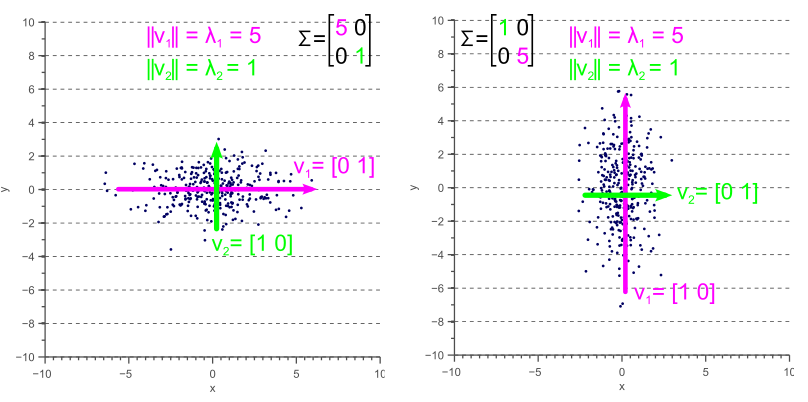 ‖v₁‖ = λ₁ = 5
‖v₂‖ = λ₂ = 1
Σ=[5 0
0 1]
v₁= [0 1]
v₂= [1 0]
10
8
6
4
2
0
−2
−4
−6
−8
−10
−10
−5
0
5
10
x
y
Σ=[1 0
0 5]
‖v₁‖ = λ₁ = 5
‖v₂‖ = λ₂ = 1
v₂= [0 1]
v₁= [1 0]
10
8
6
4
2
0
−2
−4
−6
−8
−10
−10
−5
0
5
10
x
y